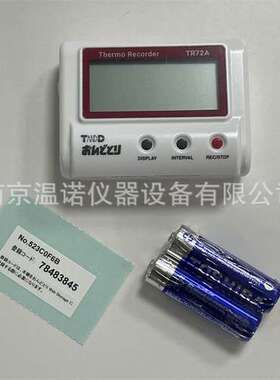 Thermo Recorder TR72A
T&D
おんどとり
DISPLAY INTERVAL REC/STOP
南京温诺仪器设备有限公司
No.523C0F6B
登録コード:
78483845